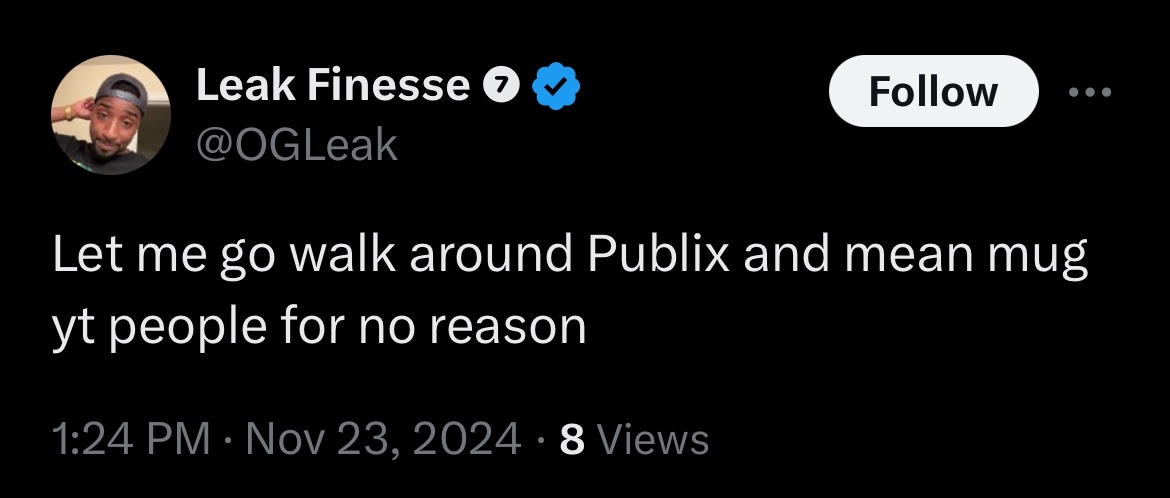 Leak Finesse 7
@OGLeak
Follow
Let me go walk around Publix and mean mug
yt people for no reason
1:24 PM · Nov 23, 2024 · 8 Views